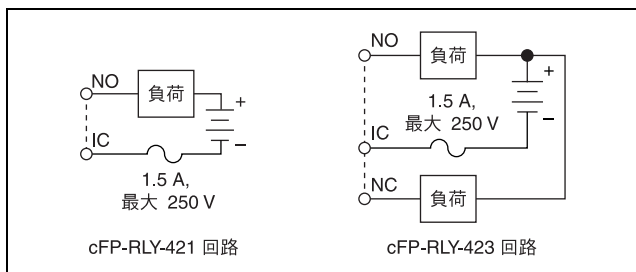 NO
負荷
+
−
IC
1.5 A,
最大 250 V
cFP-RLY-421 回路
NO
負荷
+
−
1.5 A,
最大 250 V
IC
NC
負荷
cFP-RLY-423 回路